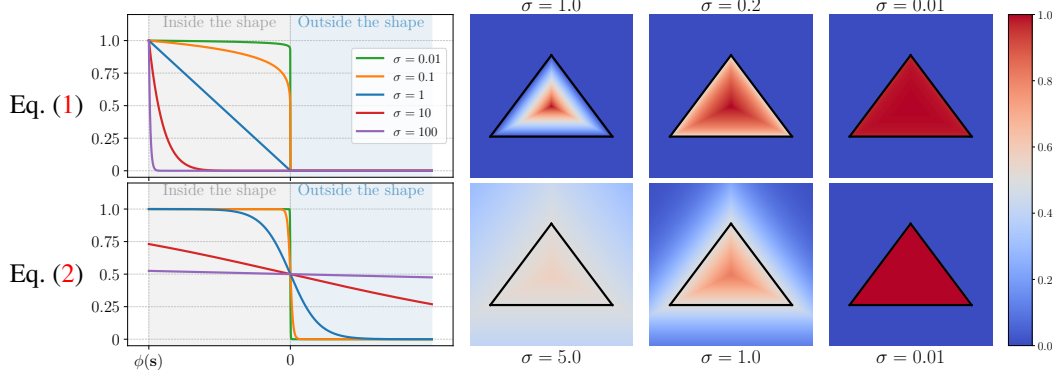 Inside the shape Outside the shape
1.0
0.75
0.5
0.25
0
σ = 0.01
σ = 0.1
σ = 1
σ = 10
σ = 100
Eq. (1)
σ = 1.0 σ = 0.2 σ = 0.01
Inside the shape Outside the shape
1.0
0.75
0.5
0.25
0
ϕ(s) 0
Eq. (2)
σ = 5.0 σ = 1.0 σ = 0.01
1.0
0.8
0.6
0.4
0.2
0.0